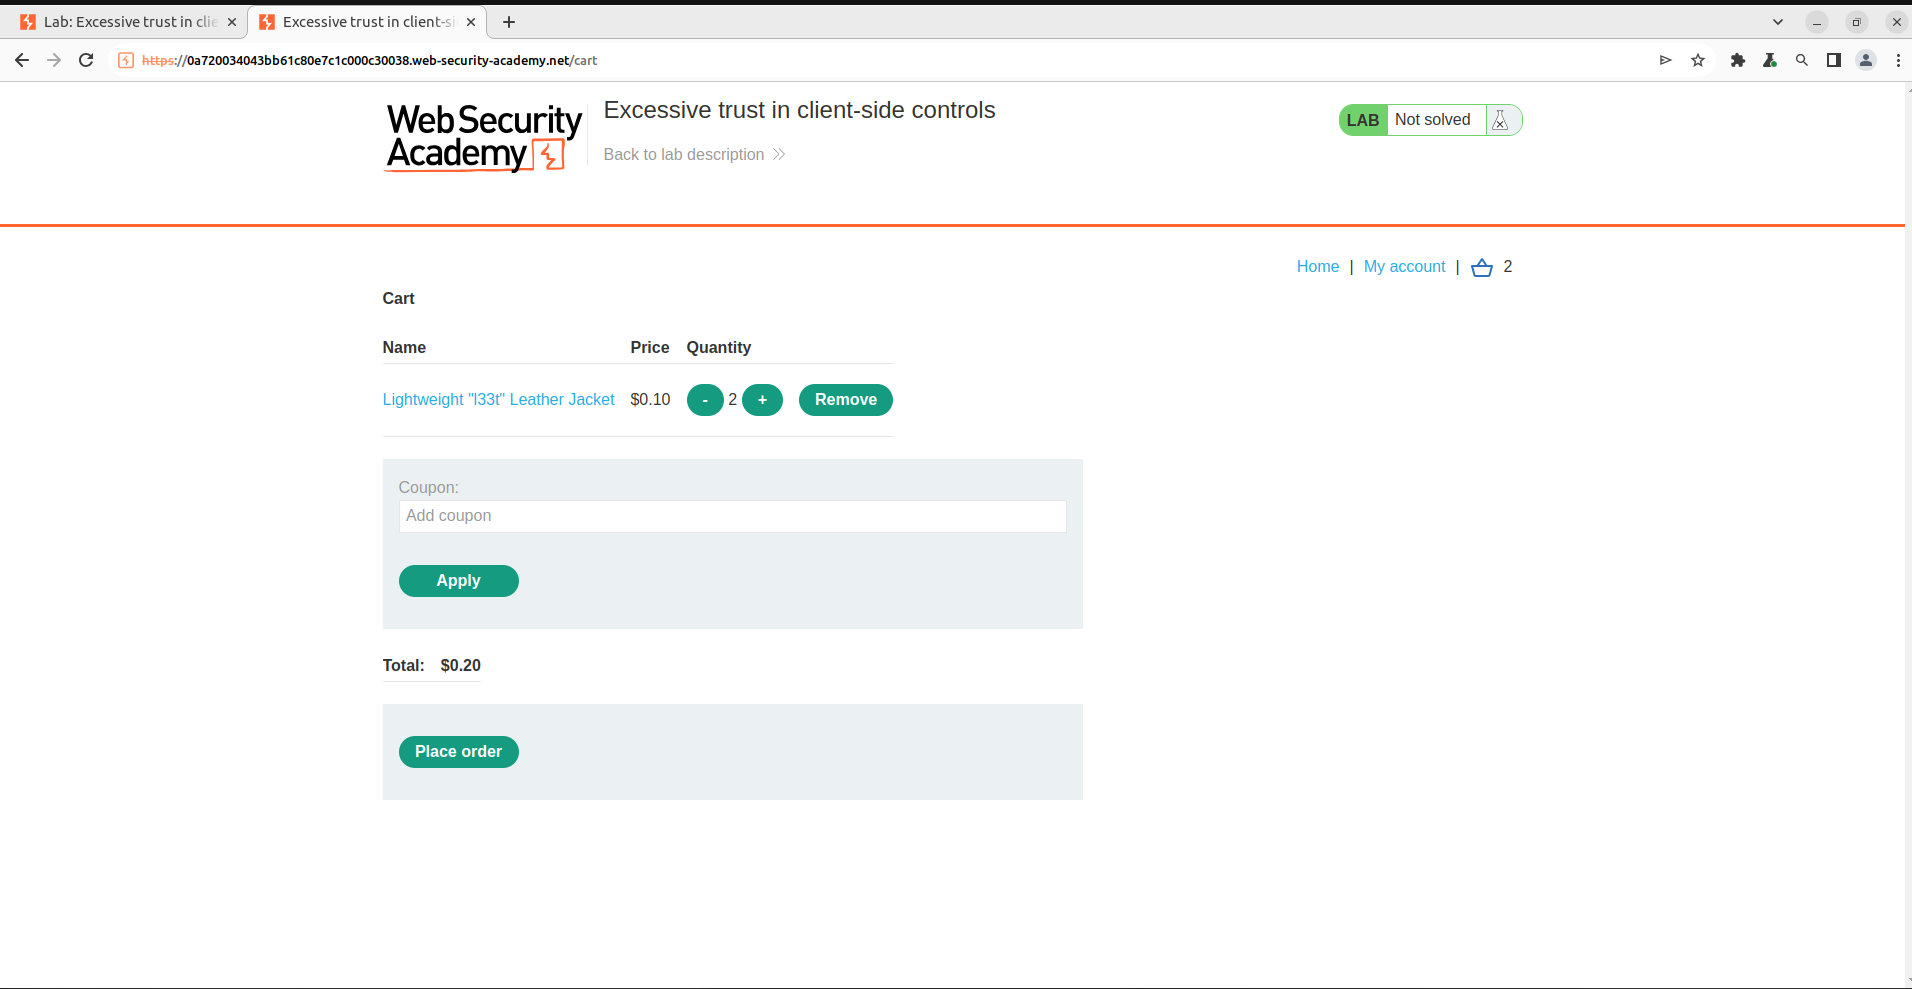 Lab: Excessive trust in clie
Excessive trust in client-si
https://0a720034043bb61c80e7c1c000c30038.web-security-academy.net/cart
WebSecurity
Academy
Excessive trust in client-side controls
Back to lab description
LAB Not solved
Home | My account | 2
Cart
Name Price Quantity
Lightweight "l33t" Leather Jacket $0.10 - 2 + Remove
Coupon:
Add coupon
Apply
Total: $0.20
Place order